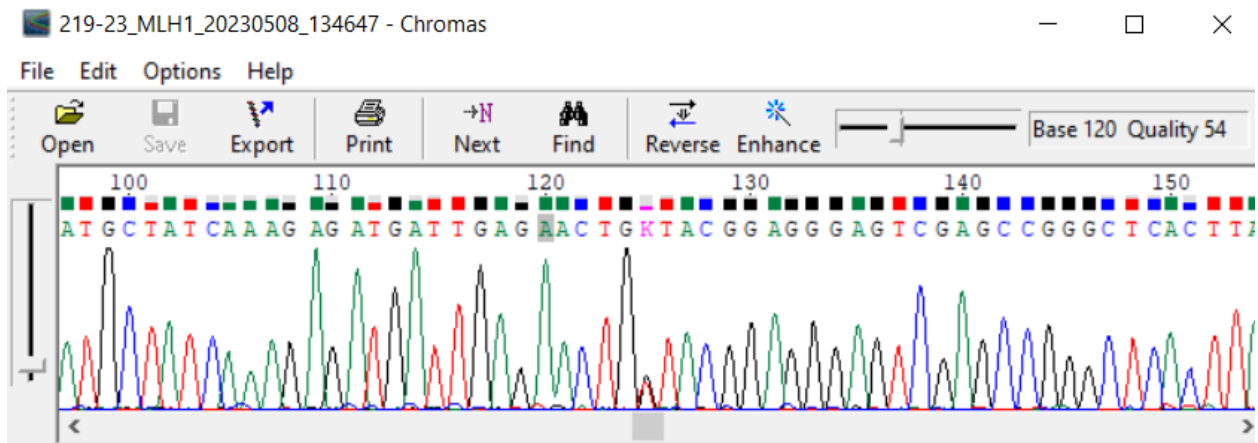 219-23_MLH1_20230508_134647 - Chromas
File Edit Options Help
→N
Open Save Export Print Next Find Reverse Enhance Base 120 Quality 54
100 110 120 130 140 150
ATGCTATCAAAGAGATGATTGAGAACTGKTACGGAGGGAGTCGAGCCGGGCTCACTTA